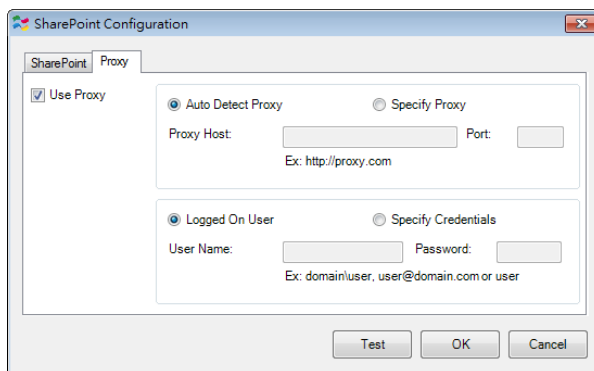 SharePoint Configuration
SharePoint Proxy
Use Proxy
Auto Detect Proxy Specify Proxy
Proxy Host: Port:
Ex: http://proxy.com
Logged On User Specify Credentials
User Name: Password:
Ex: domain\user, user@domain.com or user
Test OK Cancel